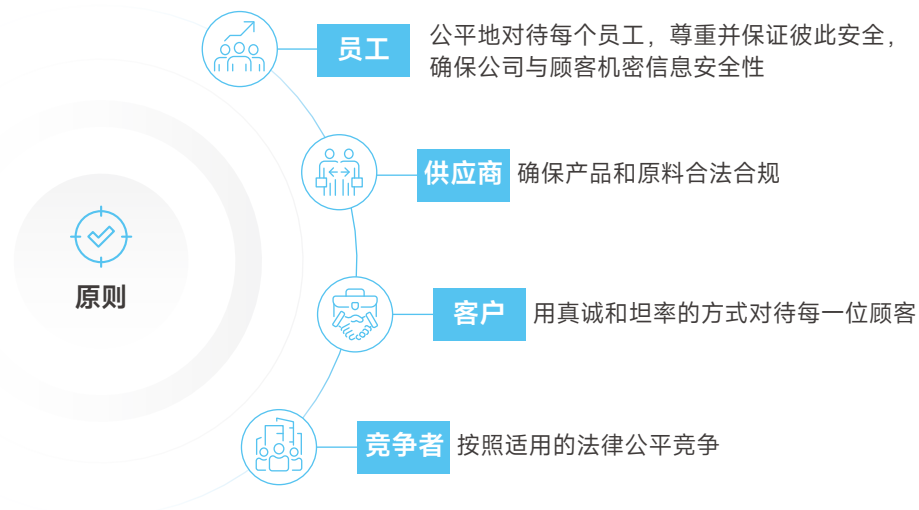 员工
公平地对待每个员工，尊重并保证彼此安全，
确保公司与顾客机密信息安全性
供应商
确保产品和原料合法合规
原则
客户
用真诚和坦率的方式对待每一位顾客
竞争者
按照适用的法律公平竞争